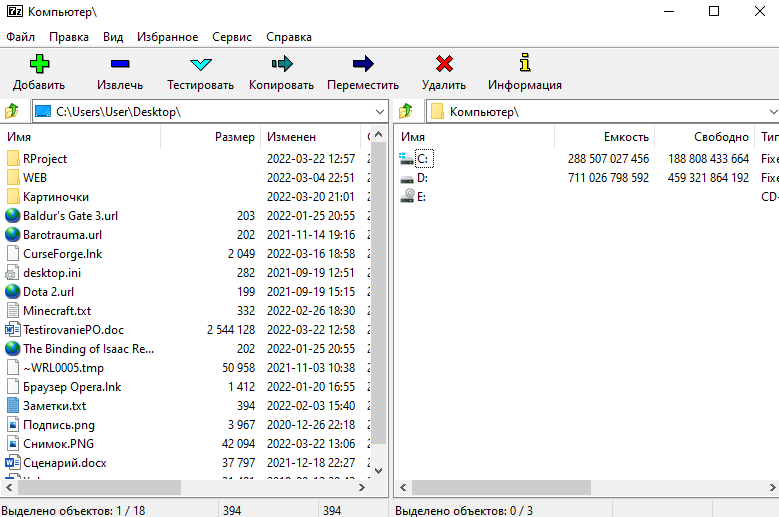 7z Компьютер\
Файл Правка Вид Избранное Сервис Справка
Добавить Извлечь Тестировать Копировать Переместить Удалить Информация
C:\Users\User\Desktop\
Имя Размер Изменен
RProject 2022-03-22 12:57
WEB 2022-03-04 22:51
Картиночки 2022-03-20 21:01
Baldur's Gate 3.url 203 2022-01-25 20:55
Barotrauma.url 202 2021-11-14 19:16
CurseForge.lnk 2 049 2022-03-16 18:58
desktop.ini 282 2021-09-19 12:51
Dota 2.url 199 2021-09-19 15:15
Minecraft.txt 332 2022-02-26 18:30
TestirovaniePO.doc 2 544 128 2022-03-22 12:58
The Binding of Isaac Re... 202 2022-01-25 20:55
~WRL0005.tmp 50 958 2021-11-03 10:38
Браузер Opera.lnk 1 412 2022-01-20 16:55
Заметки.txt 394 2022-02-03 15:40
Подпись.png 3 967 2020-12-26 22:18
Снимок.PNG 42 094 2022-03-22 13:06
Сценарий.docx 37 797 2021-12-18 22:27
Выделено объектов: 1 / 18 394 394
Компьютер\
Имя Емкость Свободно Тип
C: 288 507 027 456 188 808 433 664 Fixe
D: 711 026 798 592 459 321 864 192 Fixe
E: CD-
Выделено объектов: 0 / 3